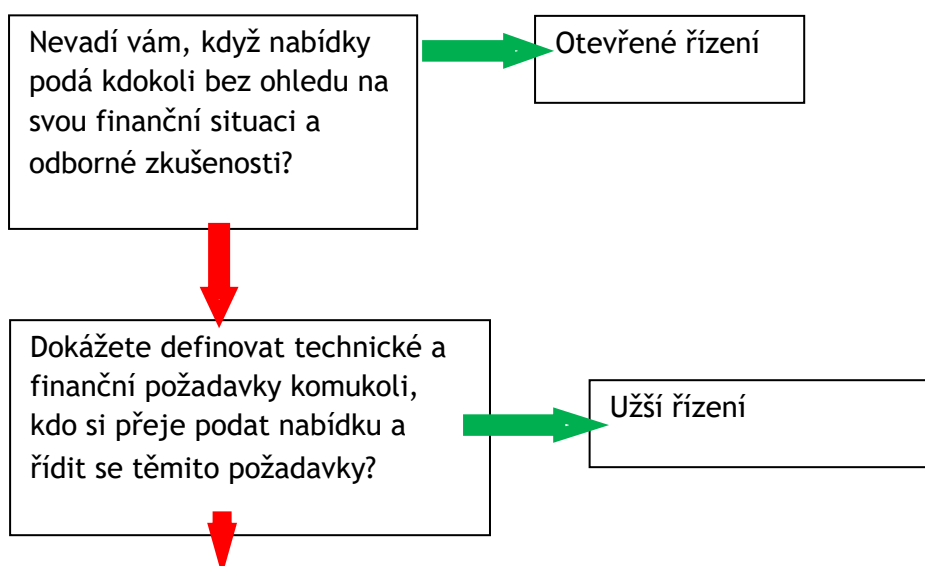 Nevadí vám, když nabídky
podá kdokoli bez ohledu na
svou finanční situaci a
odborné zkušenosti?
Otevřené řízení
Dokážete definovat technické a
finanční požadavky komukoli,
kdo si přeje podat nabídku a
řídit se těmito požadavky?
Užší řízení